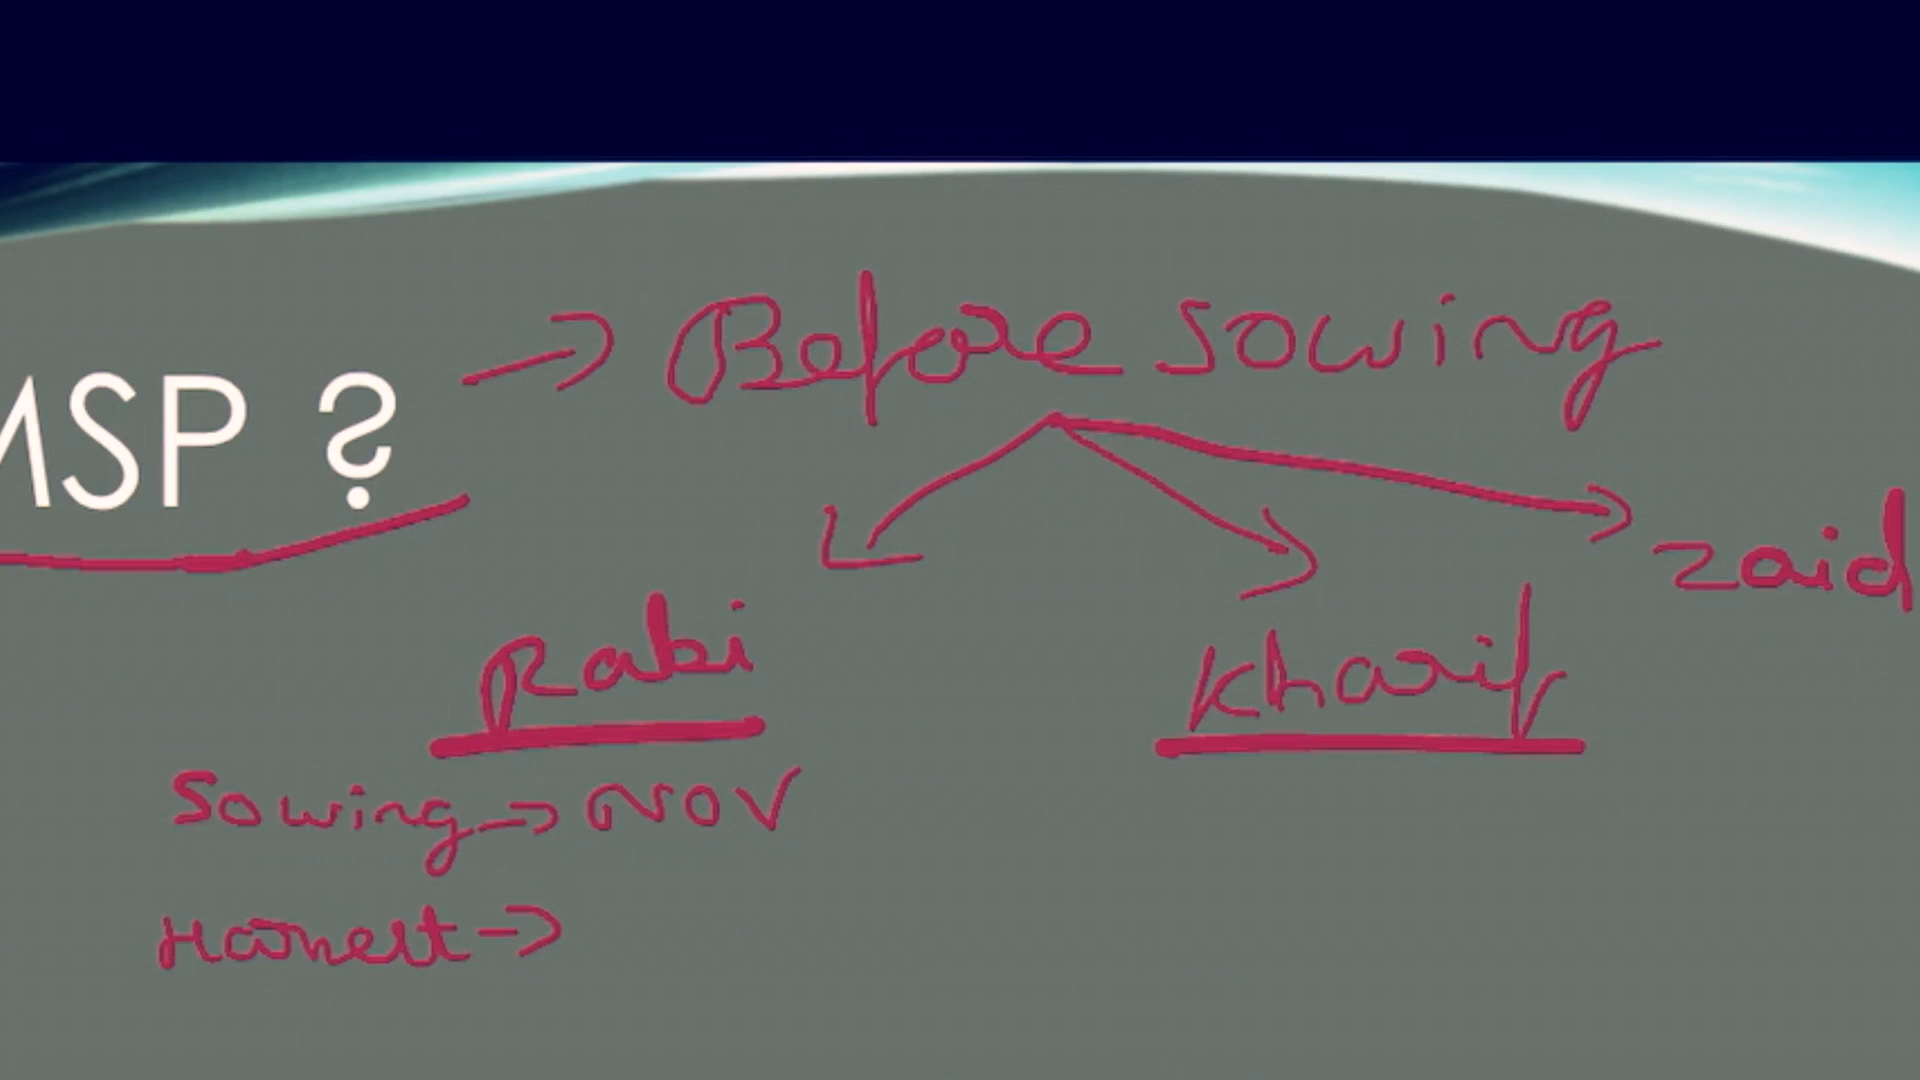 MSP ? → Before sowing
Rabi Kharif Zaid
Sowing → NOV
Harvest →